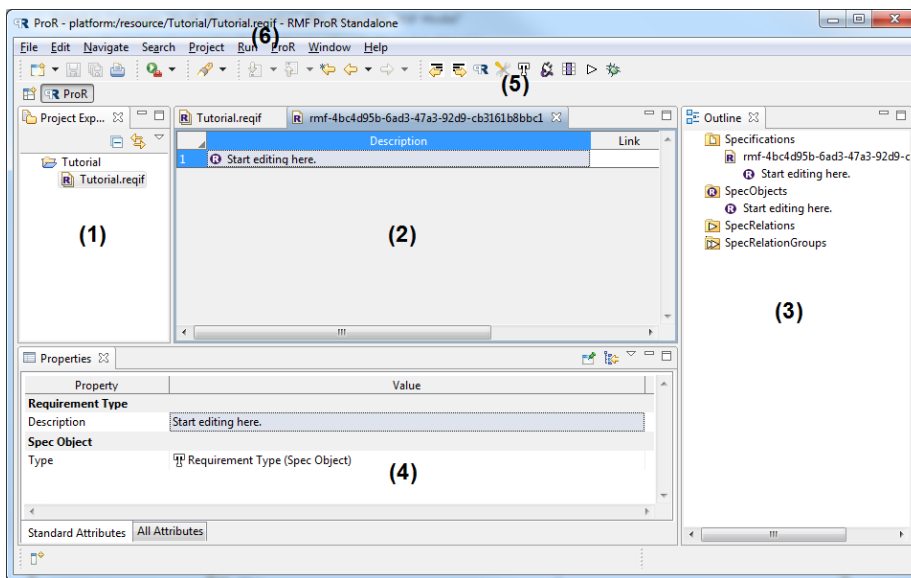 ProR - platform:/resource/Tutorial/Tutorial.reqif - RMF ProR Standalone
File Edit Navigate Search Project Run ProR Window Help
(6)
(5)
ProR
Project Exp...
Tutorial
Tutorial.reqif
(1)
Tutorial.reqif
rmf-4bc4d95b-6ad3-47a3-92d9-cb3161b8bbc1
Description Link
1 Start editing here.
(2)
Outline
Specifications
rmf-4bc4d95b-6ad3-47a3-92d9-c
Start editing here.
SpecObjects
Start editing here.
SpecRelations
SpecRelationGroups
(3)
Properties
Property Value
Requirement Type
Description Start editing here.
Spec Object
Type Requirement Type (Spec Object)
(4)
Standard Attributes All Attributes